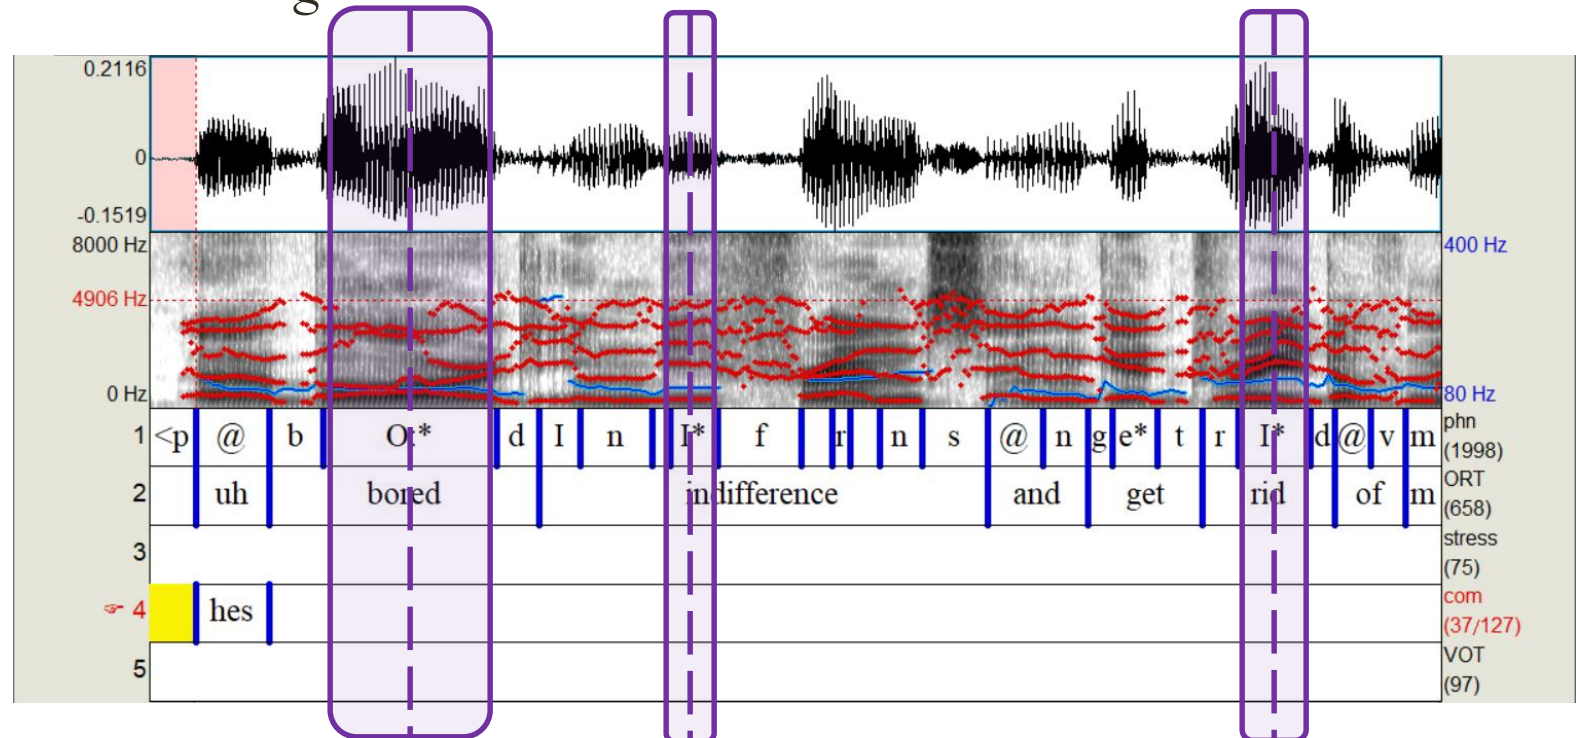 g
0.2116
0
-0.1519
8000 Hz 400 Hz
4906 Hz
0 Hz 80 Hz
1 <p @ b O:* d I n I* f r n s @ n g e* t r I* d @ v m phn (1998)
2 uh bored indifference and get rid of m ORT (658)
3 stress (75)
☞ 4 hes com (37/127)
5 VOT (97)